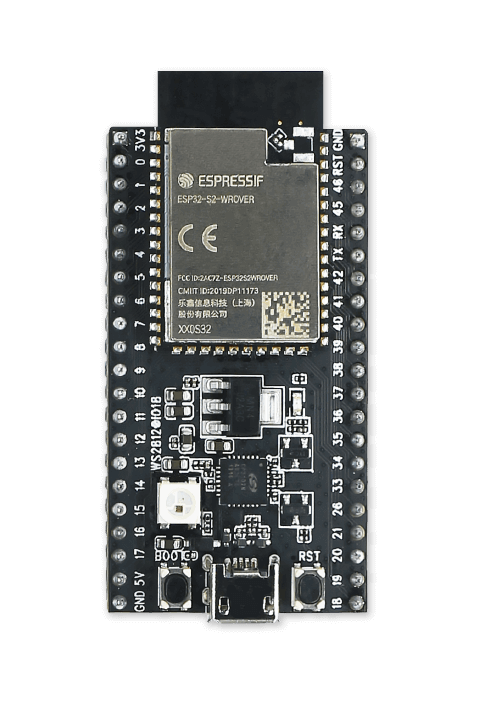 3V3
0
1
2
3
4
5
6
7
8
9
10
11
12
13
14
15
16
17
5V
GND
ESPRESSIF
ESP32-S2-WROVER
CE
FCC ID:2AC7Z-ESP32S2WROVER
CMIIT ID:2019DP11173
乐鑫信息科技（上海）
股份有限公司
XX0S32
WS2812@IO18
BOOT
RST
GND
RST
46
45
RX
TX
42
41
40
39
38
37
36
35
34
33
26
21
20
19
18